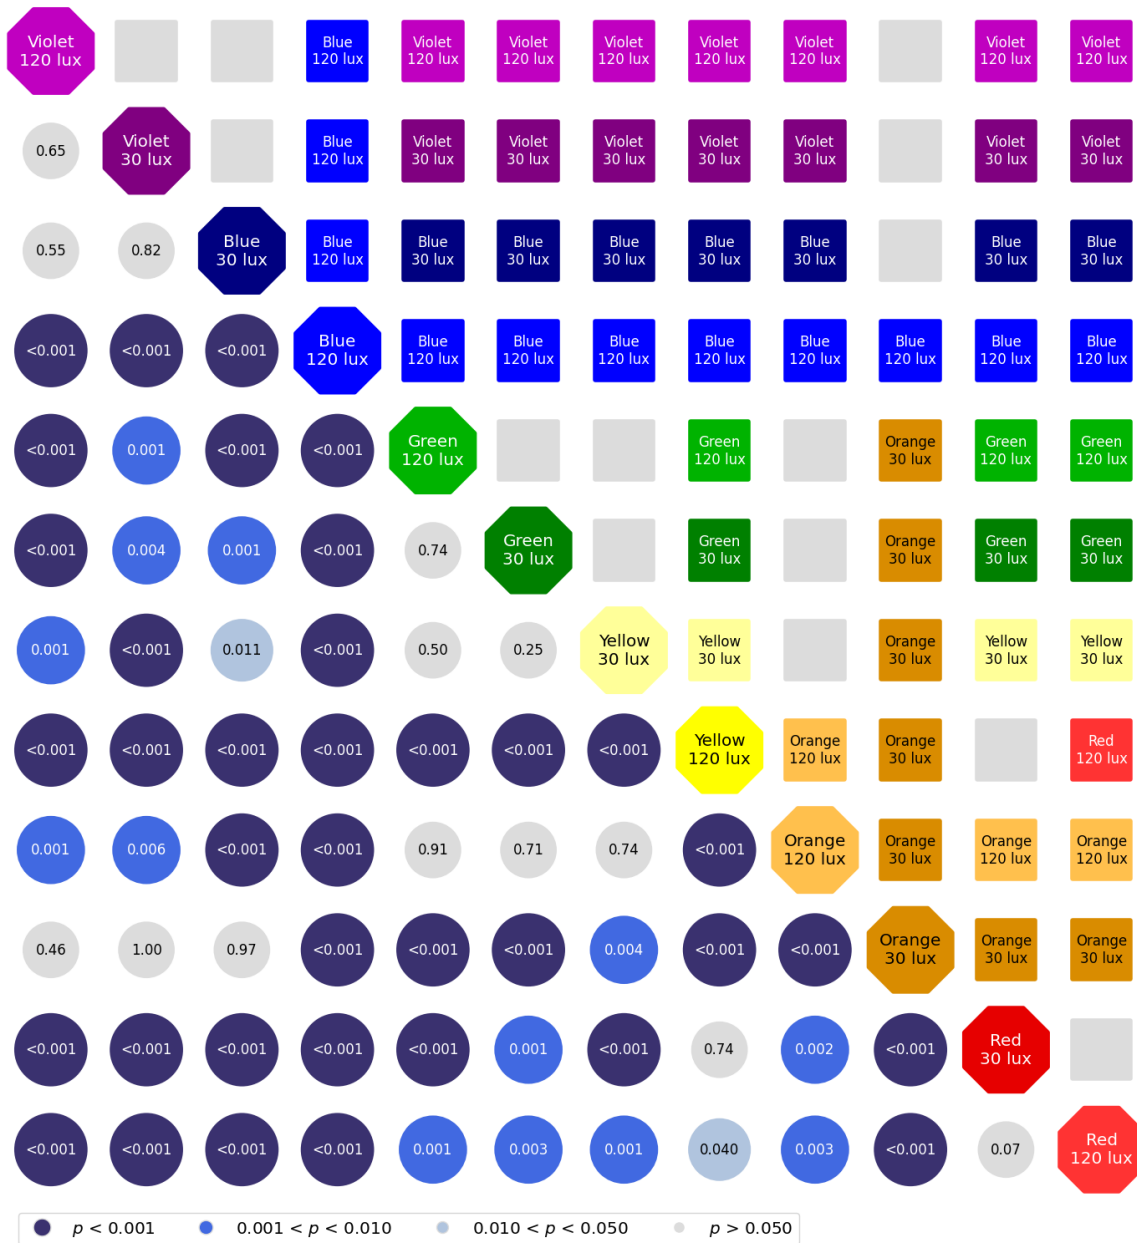 Violet Blue Violet Violet Violet Violet Violet Violet Violet
120 lux 120 lux 120 lux 120 lux 120 lux 120 lux 120 lux 120 lux 120 lux
0.65 Violet Blue Violet Violet Violet Violet Violet Violet Violet
30 lux 120 lux 30 lux 30 lux 30 lux 30 lux 30 lux 30 lux 30 lux
0.55 0.82 Blue Blue Blue Blue Blue Blue Blue Blue Blue
30 lux 120 lux 30 lux 30 lux 30 lux 30 lux 30 lux 30 lux 30 lux
<0.001 <0.001 <0.001 Blue Blue Blue Blue Blue Blue Blue Blue Blue
120 lux 120 lux 120 lux 120 lux 120 lux 120 lux 120 lux 120 lux 120 lux
<0.001 0.001 <0.001 <0.001 Green Green Orange Green Green
120 lux 120 lux 30 lux 120 lux 120 lux
<0.001 0.004 0.001 <0.001 0.74 Green Green Orange Green Green
30 lux 30 lux 30 lux 30 lux 30 lux
0.001 <0.001 0.011 <0.001 0.50 0.25 Yellow Yellow Orange Yellow Yellow
30 lux 30 lux 30 lux 30 lux 30 lux
<0.001 <0.001 <0.001 <0.001 <0.001 <0.001 <0.001 Yellow Orange Orange Red
120 lux 120 lux 30 lux 120 lux
0.001 0.006 <0.001 <0.001 0.91 0.71 0.74 <0.001 Orange Orange Orange Orange
120 lux 30 lux 120 lux 120 lux
0.46 1.00 0.97 <0.001 <0.001 <0.001 0.004 <0.001 <0.001 Orange Orange Orange
30 lux 30 lux 30 lux
<0.001 <0.001 <0.001 <0.001 <0.001 0.001 <0.001 0.74 0.002 <0.001 Red
30 lux
<0.001 <0.001 <0.001 <0.001 0.001 0.003 0.001 0.040 0.003 <0.001 0.07 Red
120 lux
p < 0.001 0.001 < p < 0.010 0.010 < p < 0.050 p > 0.050